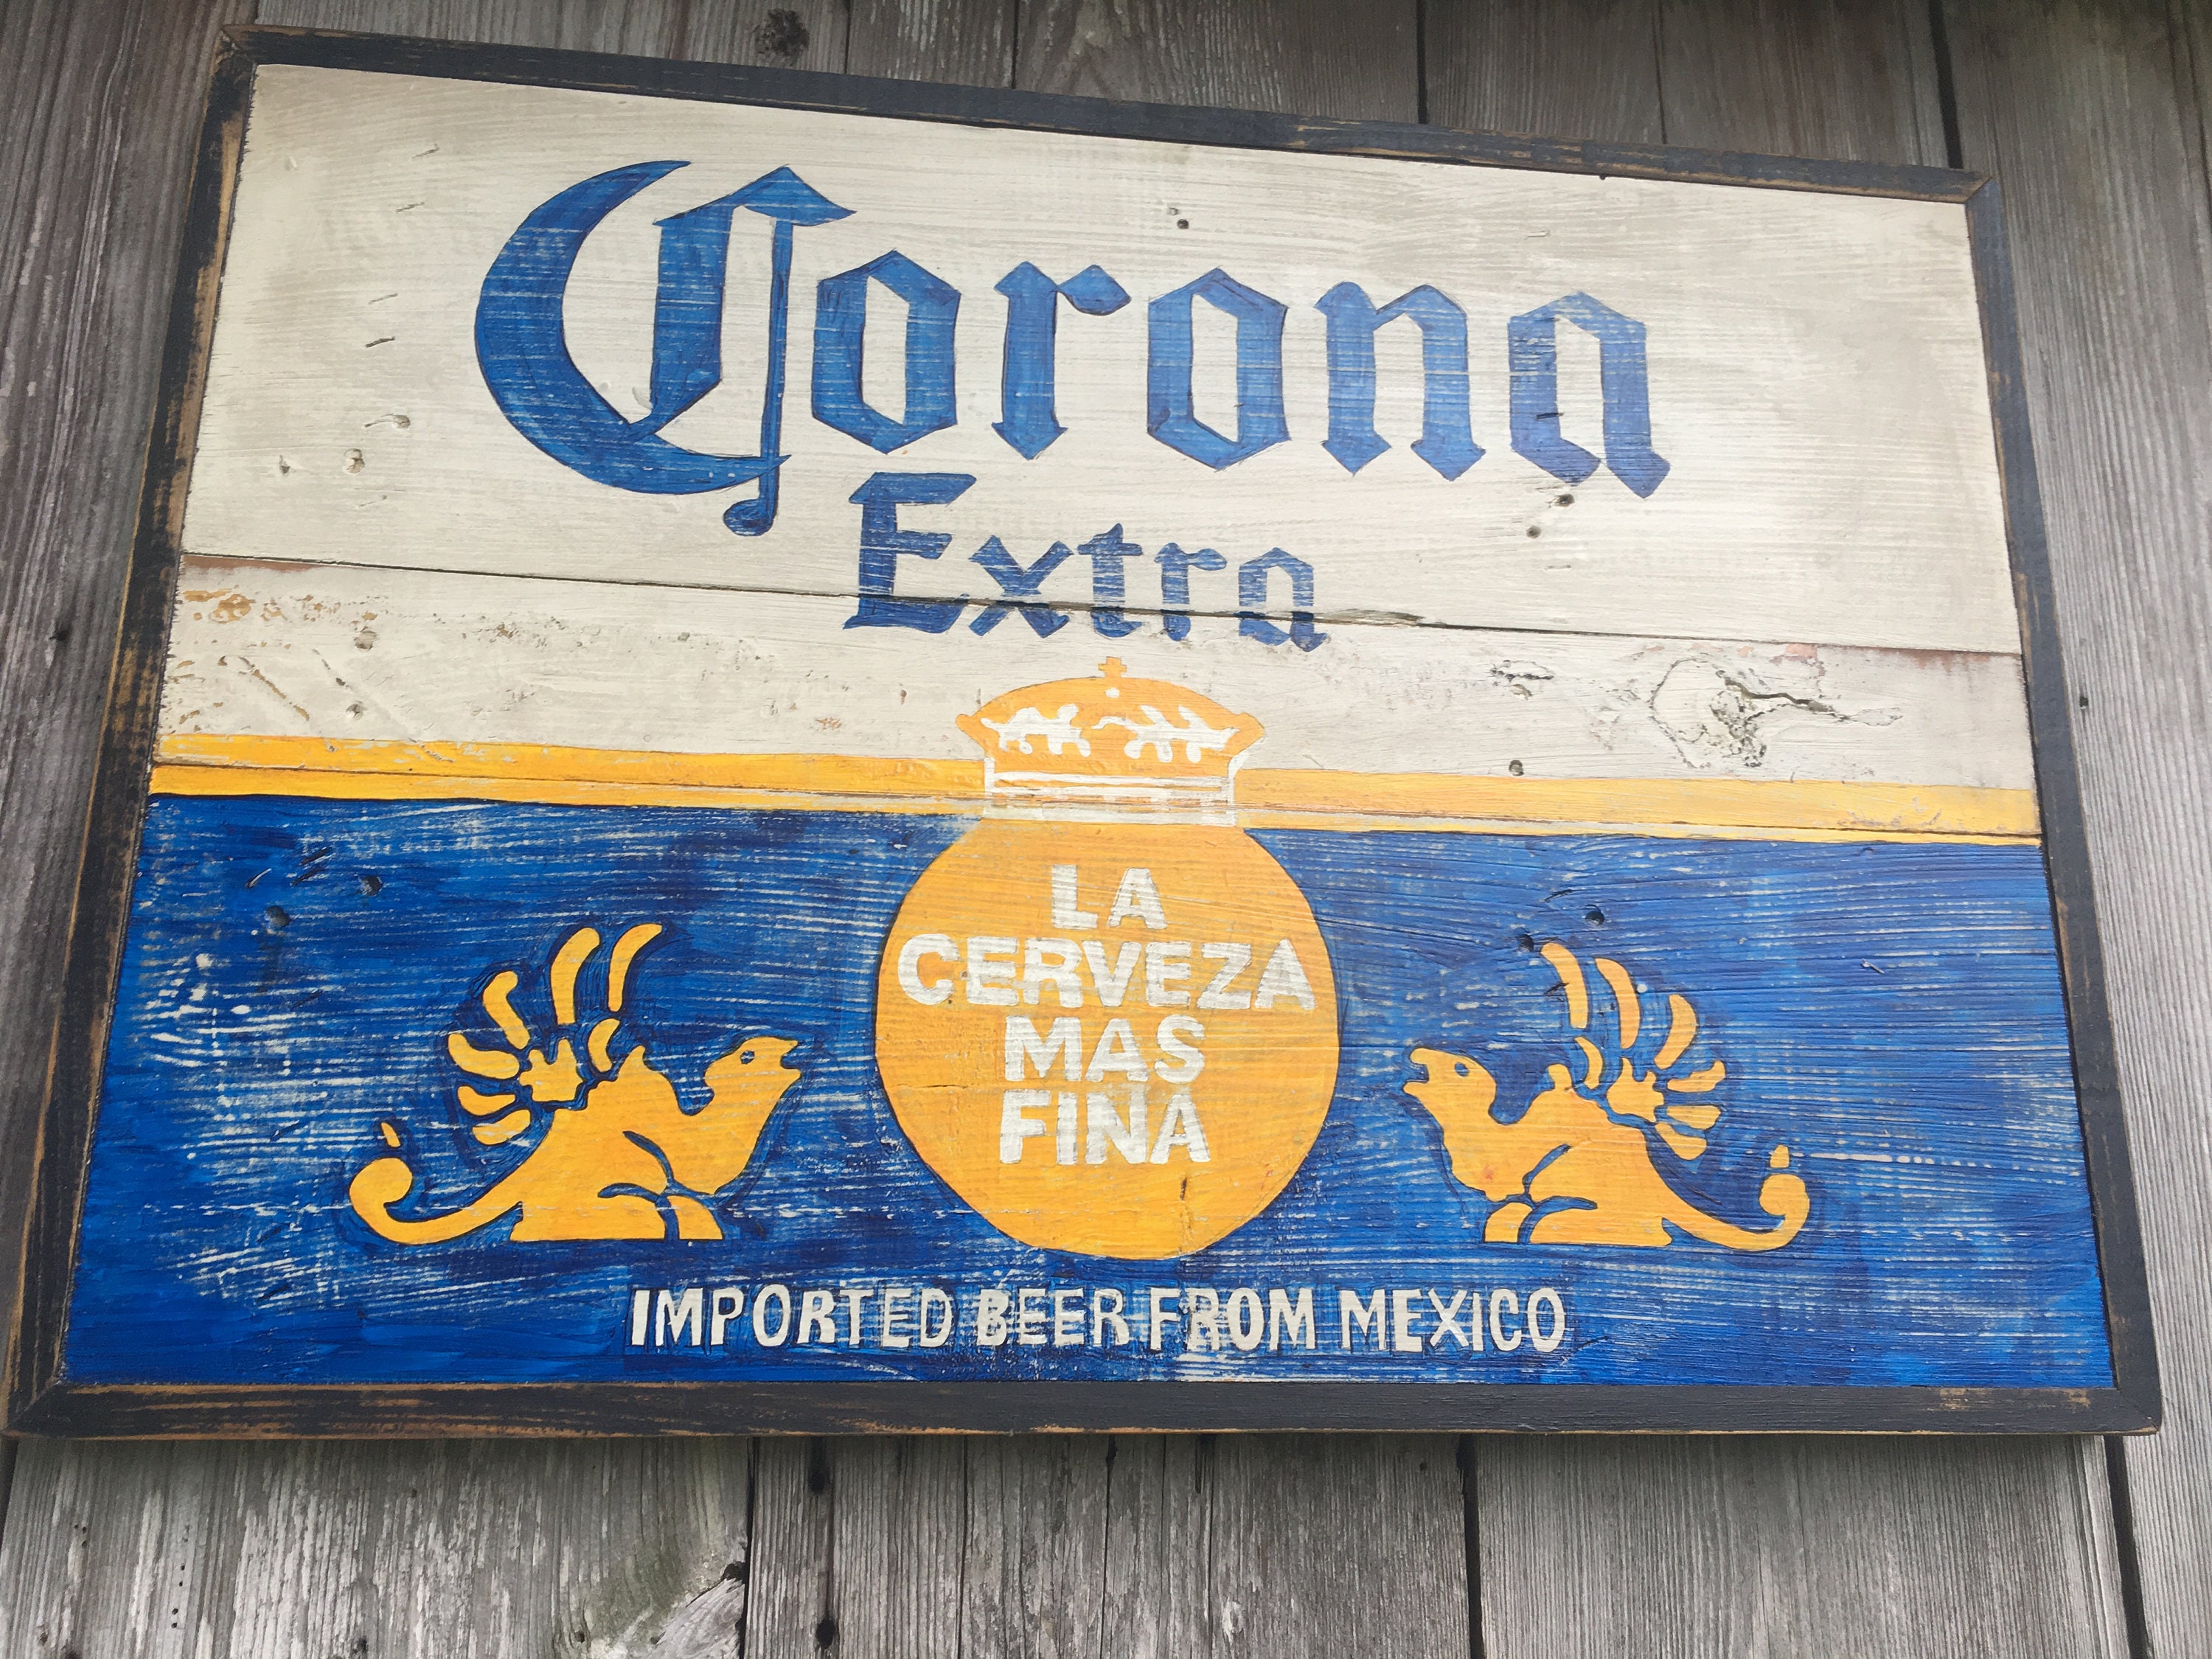 Corona
Extra
LA
CERVEZA
MAS
FINA
IMPORTED BEER FROM MEXICO